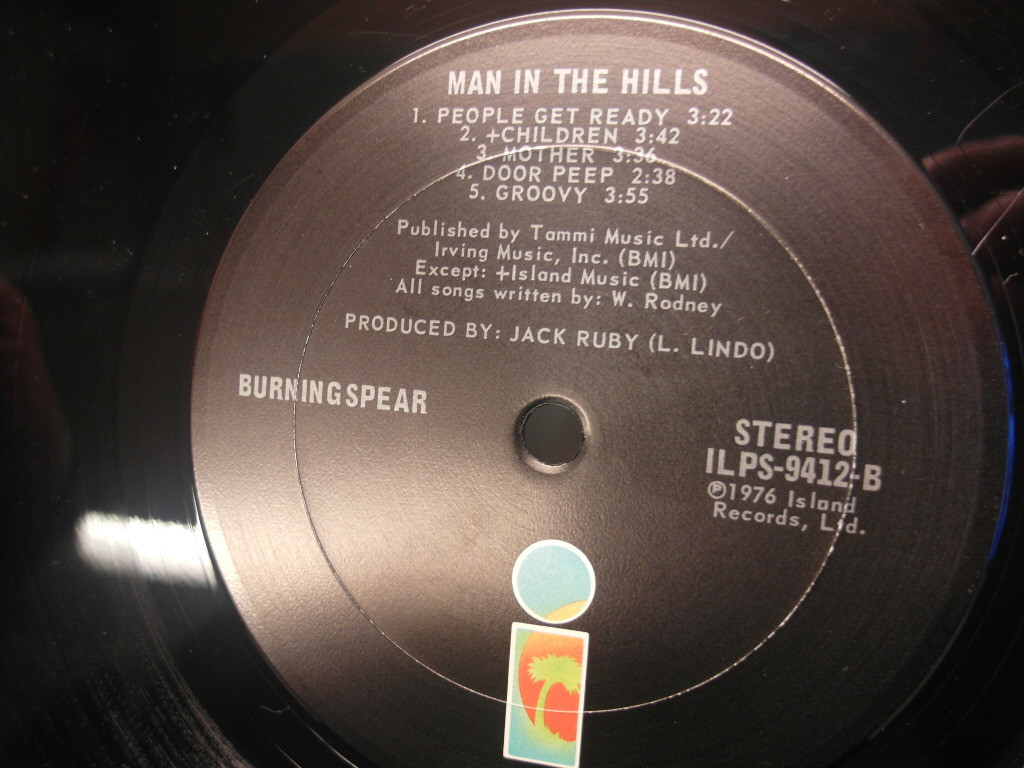 MAN IN THE HILLS
1. PEOPLE GET READY 3:22
2. +CHILDREN 3:42
3. MOTHER 3:36
4. DOOR PEEP 2:38
5. GROOVY 3:55
Published by Tammi Music Ltd./
Irving Music, Inc. (BMI)
Except: +Island Music (BMI)
All songs written by: W. Rodney
PRODUCED BY: JACK RUBY (L. LINDO)
BURNING SPEAR
STEREO
ILPS-9412-B
℗1976 Island
Records, Ltd.